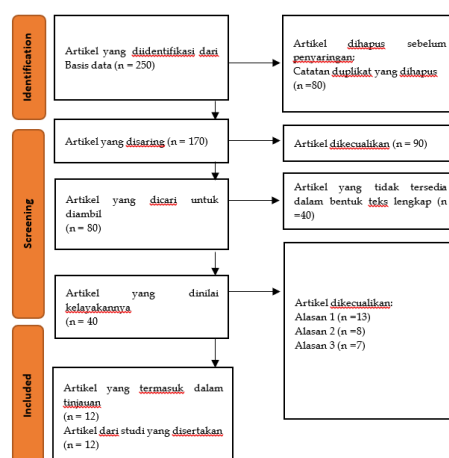 Identification
Artikel yang diidentifikasi dari
Basis data (n = 250)
Artikel dihapus sebelum
penyaringan:
Catatan duplikat yang dihapus
(n =80)
Screening
Artikel yang disaring (n = 170)
Artikel dikecualikan (n = 90)
Artikel yang dicari untuk
diambil
(n = 80)
Artikel yang tidak tersedia
dalam bentuk teks lengkap (n
=40)
Artikel yang dinilai
kelayakannya
(n = 40
Artikel dikecualikan:
Alasan 1 (n =13)
Alasan 2 (n =8)
Alasan 3 (n =7)
Included
Artikel yang termasuk dalam
tinjauan
(n = 12)
Artikel dari studi yang disertakan
(n = 12)